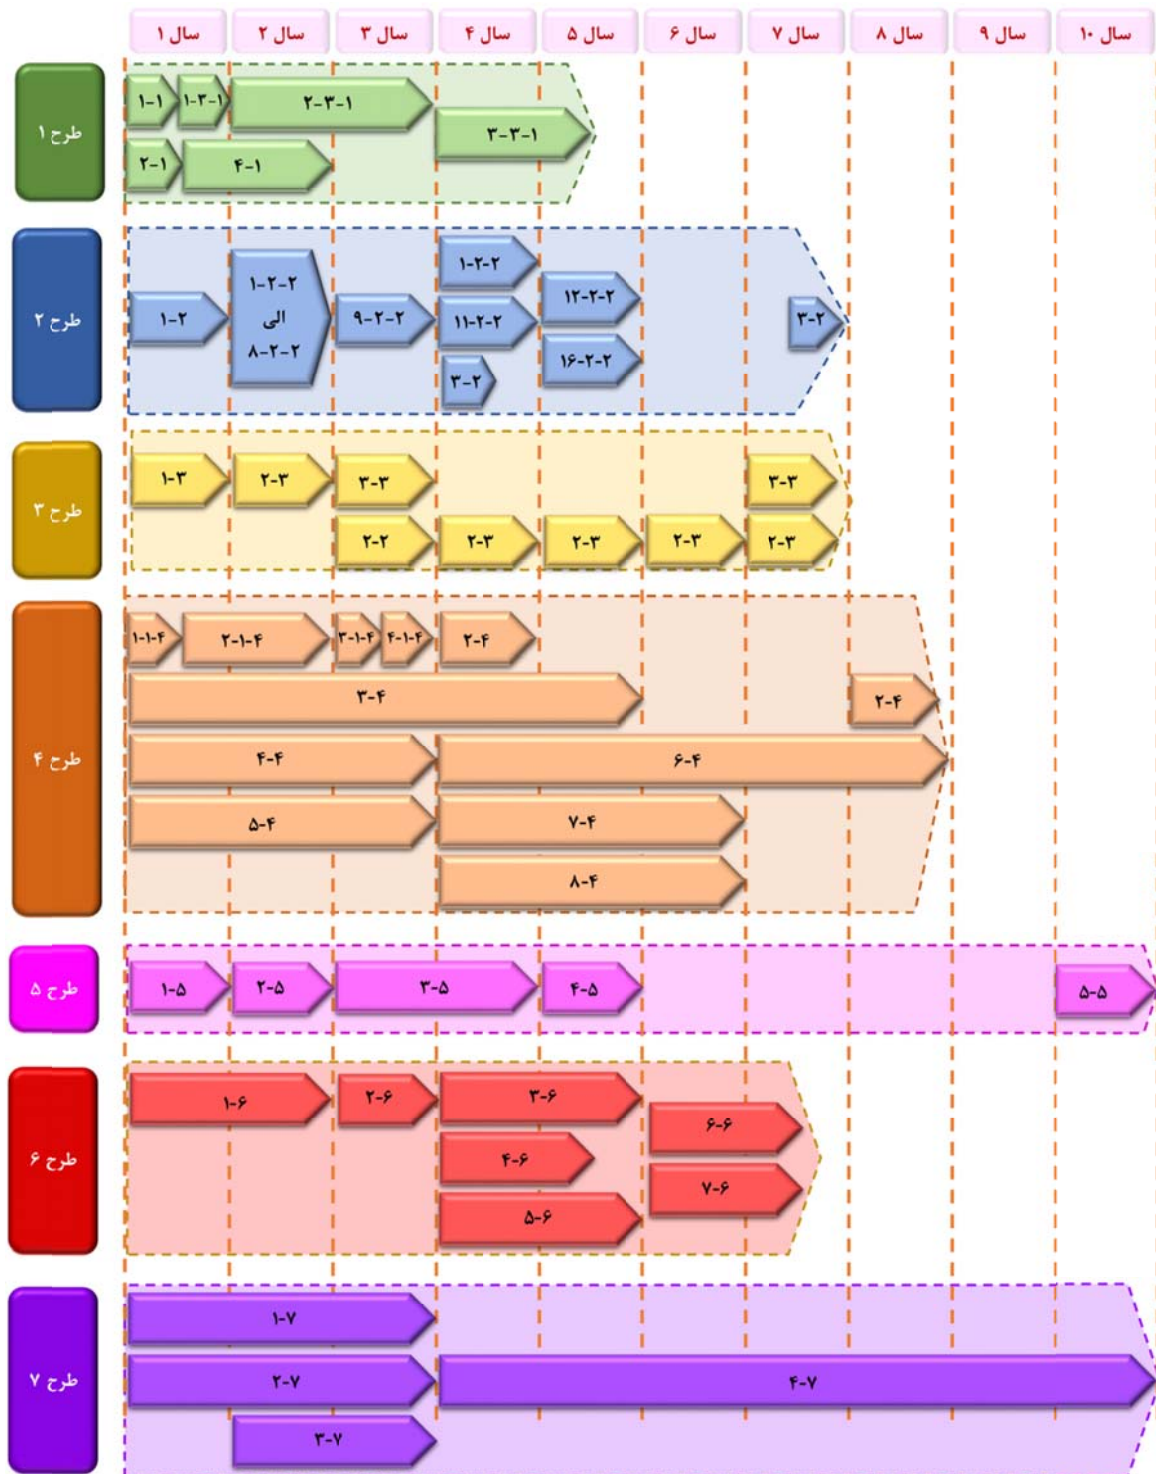 سال ۱
سال ۲
سال ۳
سال ۴
سال ۵
سال ۶
سال ۷
سال ۸
سال ۹
سال ۱۰
طرح ۱
۱-۱
۱-۳-۱
۲-۳-۱
۳-۳-۱
۲-۱
۴-۱
طرح ۲
۱-۲
۱-۲-۲
الی
۸-۲-۲
۹-۲-۲
۱-۲-۲
۱۱-۲-۲
۳-۲
۱۲-۲-۲
۱۶-۲-۲
۳-۲
طرح ۳
۱-۳
۲-۳
۳-۳
۳-۳
۲-۲
۲-۳
۲-۳
۲-۳
۲-۳
طرح ۴
۱-۱-۴
۲-۱-۴
۳-۱-۴
۴-۱-۴
۲-۴
۳-۴
۲-۴
۴-۴
۶-۴
۵-۴
۷-۴
۸-۴
طرح ۵
۱-۵
۲-۵
۳-۵
۴-۵
۵-۵
طرح ۶
۱-۶
۲-۶
۳-۶
۶-۶
۴-۶
۷-۶
۵-۶
طرح ۷
۱-۷
۲-۷
۴-۷
۳-۷